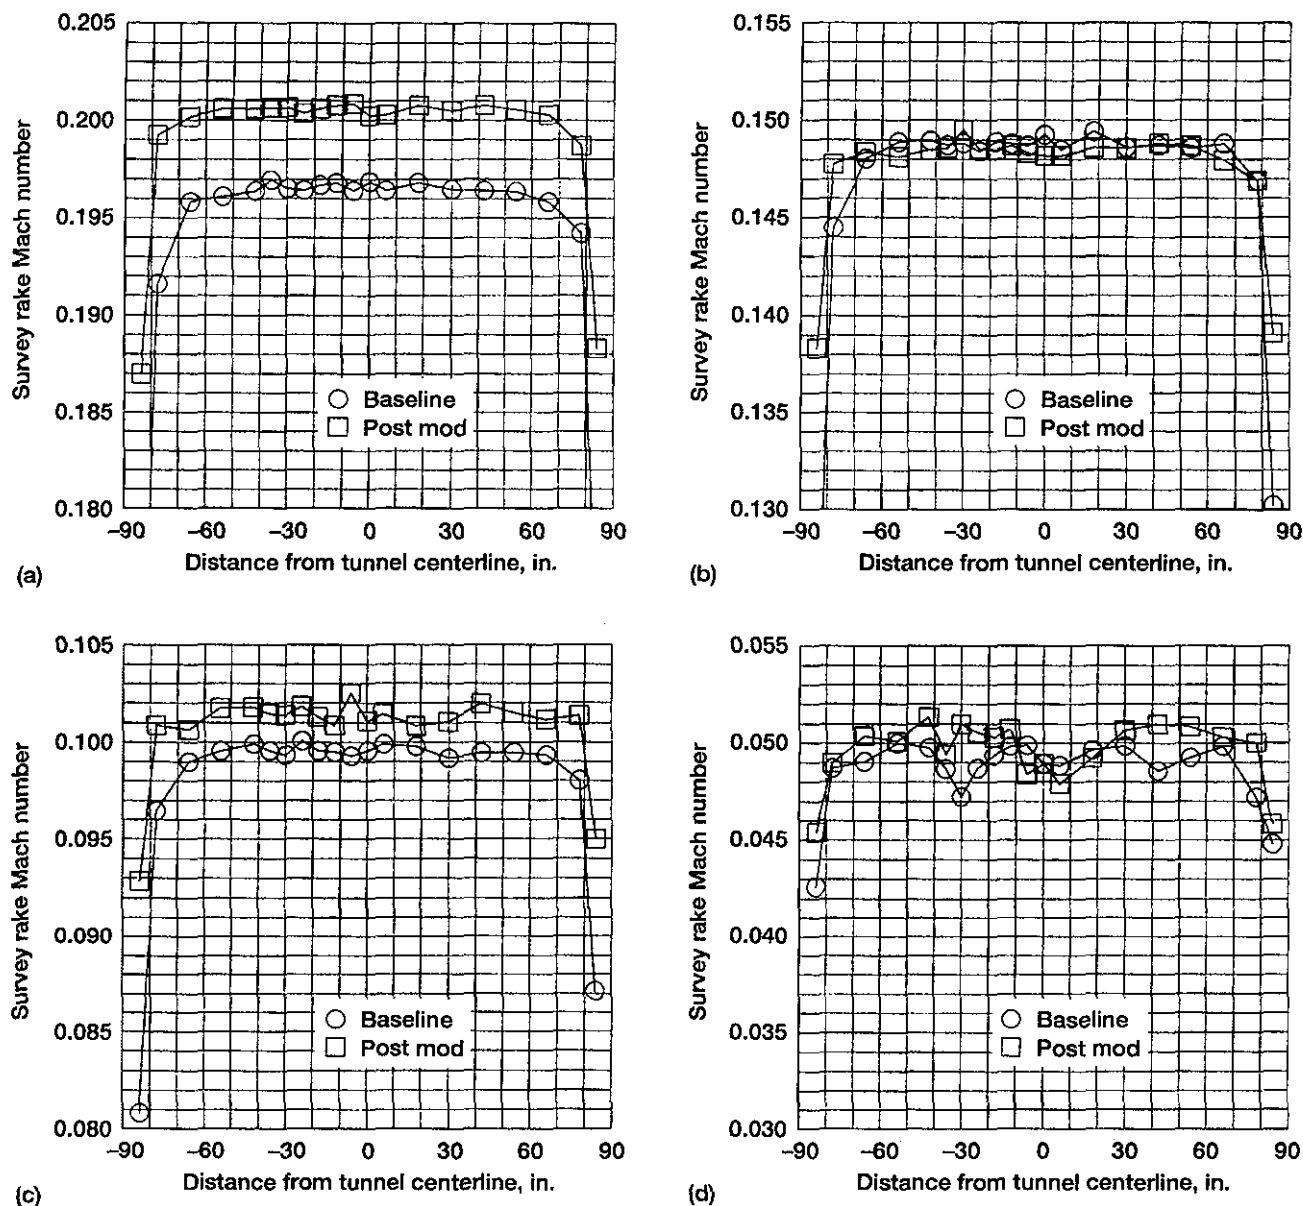 0.205
0.200
0.195
0.190
0.185
0.180
Survey rake Mach number
Baseline
Post mod
–90 –60 –30 0 30 60 90
Distance from tunnel centerline, in.
(a)
0.155
0.150
0.145
0.140
0.135
0.130
Survey rake Mach number
Baseline
Post mod
–90 –60 –30 0 30 60 90
Distance from tunnel centerline, in.
(b)
0.105
0.100
0.095
0.090
0.085
0.080
Survey rake Mach number
Baseline
Post mod
–90 –60 –30 0 30 60 90
Distance from tunnel centerline, in.
(c)
0.055
0.050
0.045
0.040
0.035
0.030
Survey rake Mach number
Baseline
Post mod
–90 –60 –30 0 30 60 90
Distance from tunnel centerline, in.
(d)